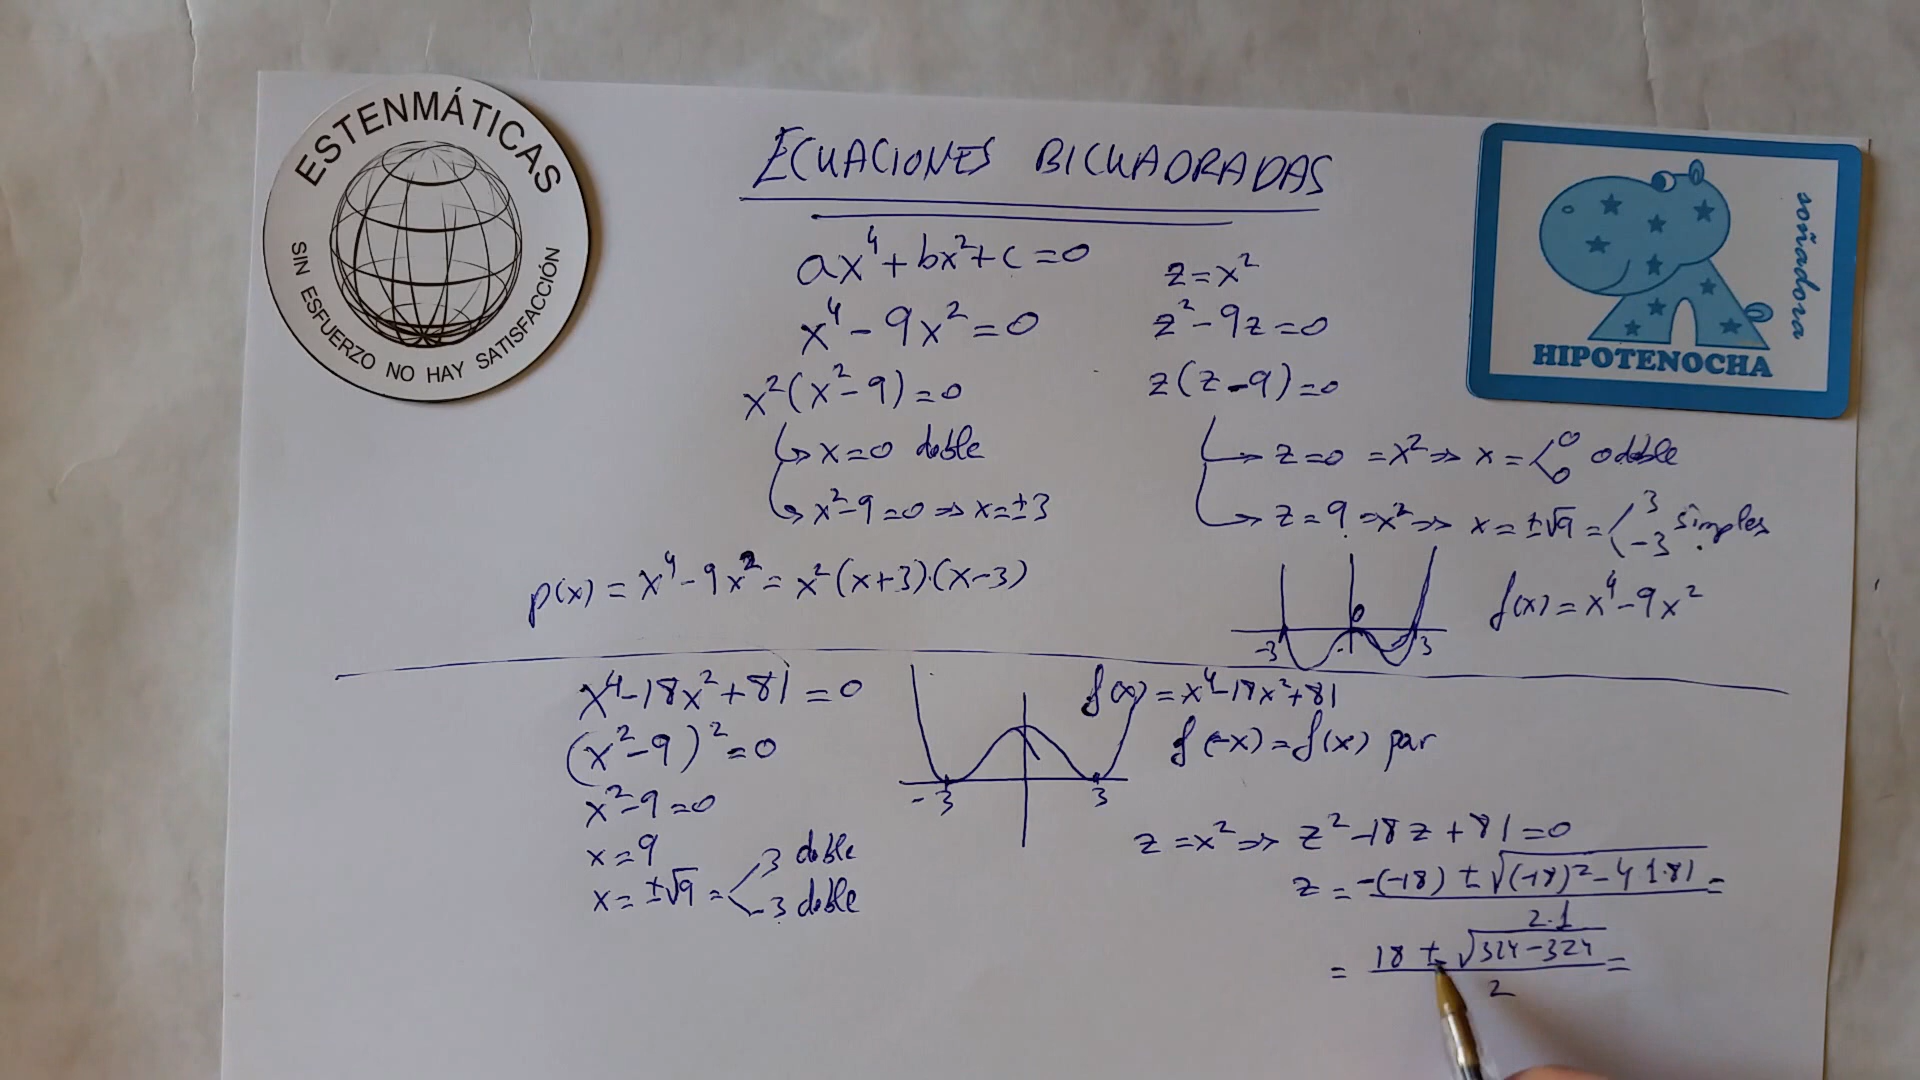 ESTENMÁTICAS
SIN ESFUERZO NO HAY SATISFACCIÓN
ECUACIONES BICUADRADAS
soñadora
HIPOTENOCHA
ax⁴+bx²+c=0
z=x²
x⁴-9x²=0
z²-9z=0
x²(x²-9)=0
z(z-9)=0
↳ x=0 doble
↳ z=0 =x² ⇒ x = < 0 0 doble
0
↳ x²-9=0 ⇒ x=±3
↳ z=9=x² ⇒ x=±√9 = < 3 simples
-3
p(x) = x⁴-9x² = x²(x+3)·(x-3)
f(x)=x⁴-9x²
0
-3 -1 3
x⁴-18x²+81=0
f(x)=x⁴-18x²+81
(x²-9)²=0
f(-x)=f(x) par
-3 3
x²-9=0
x=9
x=±√9 = < 3 doble
-3 doble
z=x² ⇒ z²-18z+81=0
z = (-(-18) ± √((-18)²-4·1·81)) / (2·1) =
= (18 ± √(324-324)) / 2 =